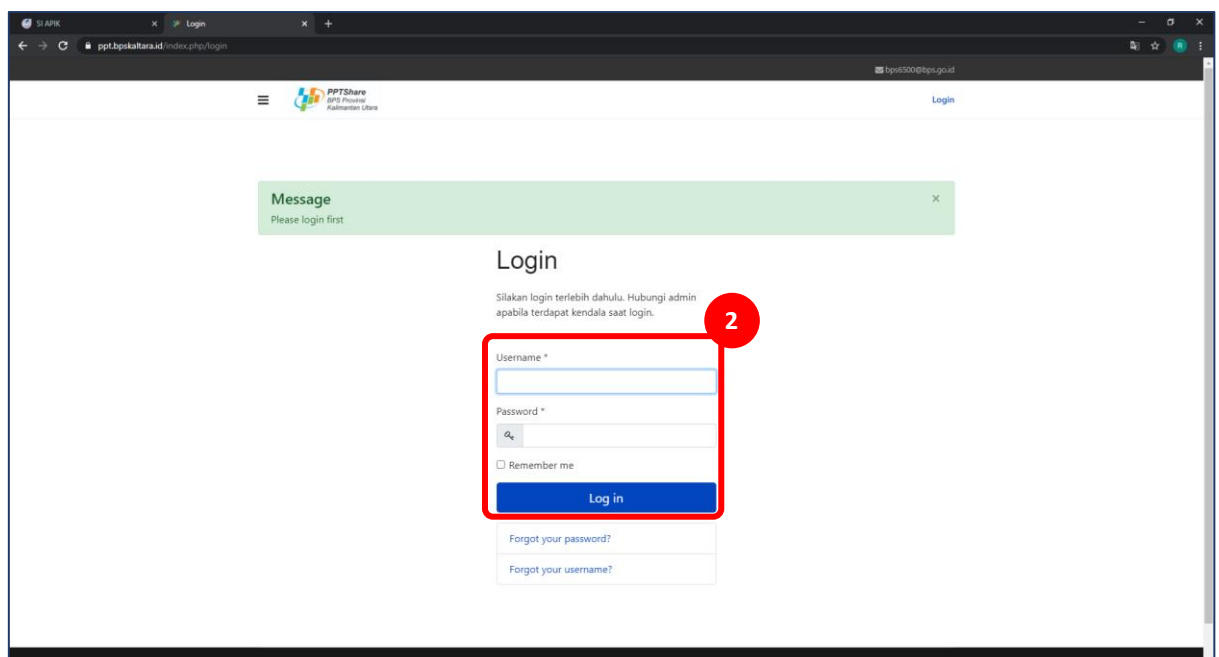 SI APIK
Login
ppt.bpskaltara.id/index.php/login
R
bps6500@bps.go.id
PPTShare
BPS Provinsi
Kalimantan Utara
Login
Message
Please login first
Login
Silakan login terlebih dahulu. Hubungi admin
apabila terdapat kendala saat login.
2
Username *
Password *
Remember me
Log in
Forgot your password?
Forgot your username?